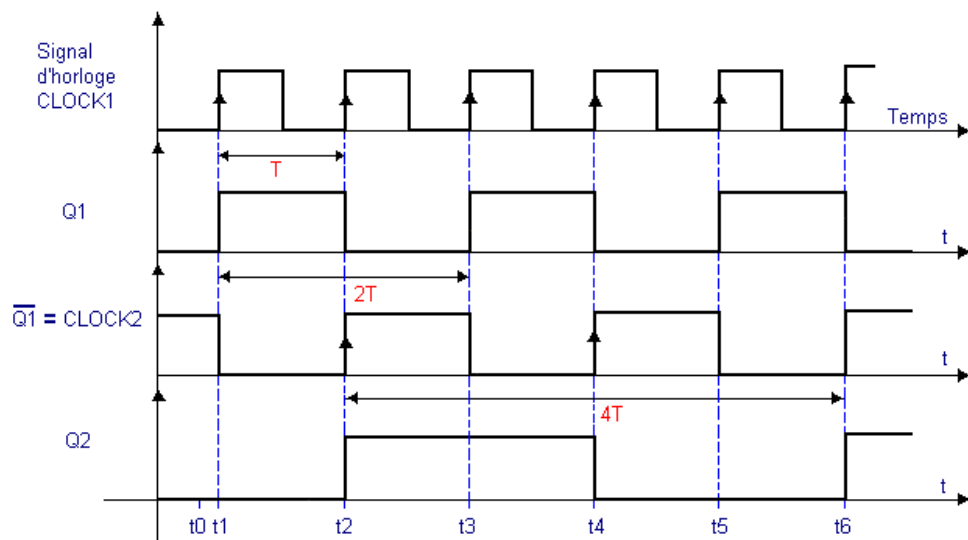 Signal
d'horloge
CLOCK1
Temps
T
Q1
t
2T
Q1 = CLOCK2
t
4T
Q2
t
t0 t1 t2 t3 t4 t5 t6